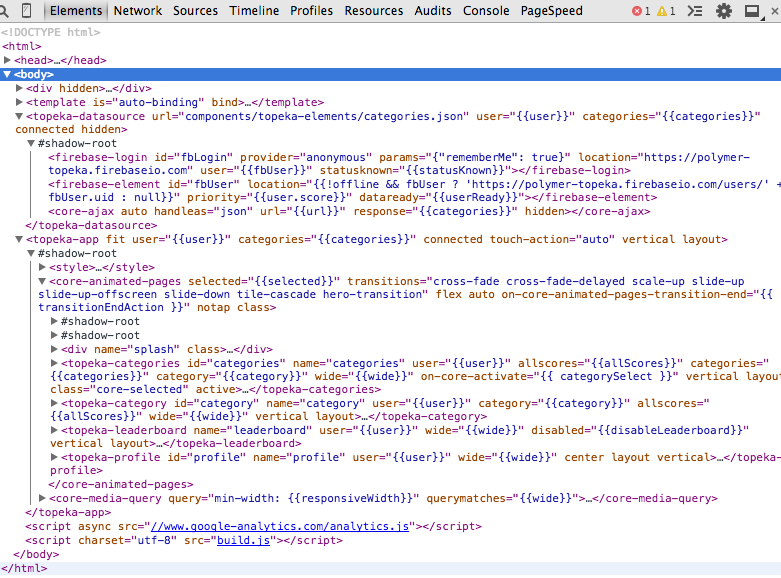 Elements Network Sources Timeline Profiles Resources Audits Console PageSpeed 1 1
<!DOCTYPE html>
<html>
<head>…</head>
<body>
<div hidden>…</div>
<template is="auto-binding" bind>…</template>
<topeka-datasource url="components/topeka-elements/categories.json" user="{{user}}" categories="{{categories}}"
connected hidden>
#shadow-root
<firebase-login id="fbLogin" provider="anonymous" params="{"rememberMe": true}" location="https://polymer-
topeka.firebaseio.com" user="{{fbUser}}" statusknown="{{statusKnown}}"></firebase-login>
<firebase-element id="fbUser" location="{{!offline && fbUser ? 'https://polymer-topeka.firebaseio.com/users/' +
fbUser.uid : null}}" priority="{{user.score}}" dataready="{{userReady}}"></firebase-element>
<core-ajax auto handleas="json" url="{{url}}" response="{{categories}}" hidden></core-ajax>
</topeka-datasource>
<topeka-app fit user="{{user}}" categories="{{categories}}" connected touch-action="auto" vertical layout>
#shadow-root
<style>…</style>
<core-animated-pages selected="{{selected}}" transitions="cross-fade cross-fade-delayed scale-up slide-up
slide-up-offscreen slide-down tile-cascade hero-transition" flex auto on-core-animated-pages-transition-end="{{
transitionEndAction }}" notap class>
#shadow-root
#shadow-root
<div name="splash" class>…</div>
<topeka-categories id="categories" name="categories" user="{{user}}" allscores="{{allScores}}" categories=
"{{categories}}" category="{{category}}" wide="{{wide}}" on-core-activate="{{ categorySelect }}" vertical layout
class="core-selected" active>…</topeka-categories>
<topeka-category id="category" name="category" user="{{user}}" category="{{category}}" allscores=
"{{allScores}}" wide="{{wide}}" vertical layout>…</topeka-category>
<topeka-leaderboard name="leaderboard" user="{{user}}" wide="{{wide}}" disabled="{{disableLeaderboard}}"
vertical layout>…</topeka-leaderboard>
<topeka-profile id="profile" name="profile" user="{{user}}" wide="{{wide}}" center layout vertical>…</topeka-
profile>
</core-animated-pages>
<core-media-query query="min-width: {{responsiveWidth}}" querymatches="{{wide}}">…</core-media-query>
</topeka-app>
<script async src="//www.google-analytics.com/analytics.js"></script>
<script charset="utf-8" src="build.js"></script>
</body>
</html>